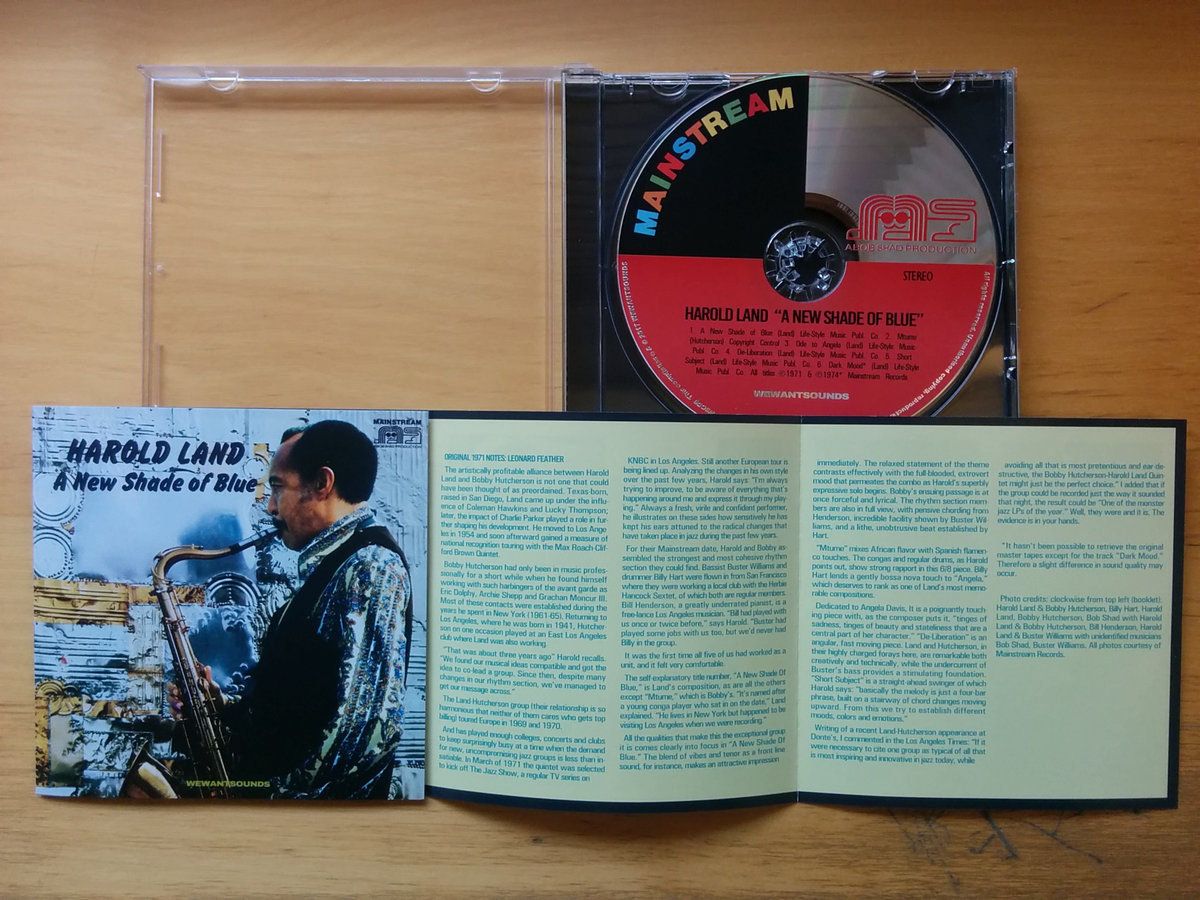 MAINSTREAM
A BOB SHAD PRODUCTION
STEREO
HAROLD LAND "A NEW SHADE OF BLUE"
1. A New Shade of Blue (Land) Life-Style Music Publ. Co. 2. Mtume
(Hutcherson) Copyright Control 3. Ode to Angela (Land) Life-Style Music
Publ. Co. 4. De-Liberation (Land) Life-Style Music Publ. Co. 5. Short
Subject (Land) Life-Style Music Publ. Co. 6. Dark Mood* (Land) Life-Style
Music Publ. Co. All titles ℗1971 & ℗1974* Mainstream Records
WEWANTSOUNDS
All rights reserved. Unauthorised copying, reproduct
MAINSTREAM
A BOB SHAD PRODUCTION
HAROLD LAND
A New Shade of Blue
WEWANTSOUNDS
ORIGINAL 1971 NOTES: LEONARD FEATHER
The artistically profitable alliance between Harold
Land and Bobby Hutcherson is not one that could
have been thought of as preordained. Texas-born,
raised in San Diego, Land came up under the influ-
ence of Coleman Hawkins and Lucky Thompson;
later, the impact of Charlie Parker played a role in fur-
ther shaping his development. He moved to Los Ange
les in 1954 and soon afterward gained a measure of
national recognition touring with the Max Roach-Clif-
ford Brown Quintet.
Bobby Hutcherson had only been in music profes-
sionally for a short while when he found himself
working with such harbingers of the avant garde as
Eric Dolphy, Archie Shepp and Grachan Moncur III.
Most of these contacts were established during the
years he spent in New York (1961-65). Returning to
Los Angeles, where he was born in 1941, Hutcher-
son on one occasion played at an East Los Angeles
club where Land was also working.
"That was about three years ago" Harold recalls.
"We found our musical ideas compatible and got the
idea to co-lead a group. Since then, despite many
changes in our rhythm section, we've managed to
get our message across."
The Land-Hutcherson group (their relationship is so
harmonious that neither of them cares who gets top
billing) toured Europe in 1969 and 1970.
And has played enough colleges, concerts and clubs
to keep surprisingly busy at a time when the demand
for new, uncompromising jazz groups is less than in-
satiable. In March of 1971 the quintet was selected
to kick off The Jazz Show, a regular TV series on
KNBC in Los Angeles. Still another European tour is
being lined up. Analyzing the changes in his own style
over the past few years, Harold says: "I'm always
trying to improve, to be aware of everything that's
happening around me and express it through my play-
ing." Always a fresh, virile and confident performer,
he illustrates on these sides how sensitively he has
kept his ears attuned to the radical changes that
have taken place in jazz during the past few years.
For their Mainstream date, Harold and Bobby as-
sembled the strongest and most cohesive rhythm
section they could find. Bassist Buster Williams and
drummer Billy Hart were flown in from San Francisco
where they were working a local club with the Herbie
Hancock Sextet, of which both are regular members.
Bill Henderson, a greatly underrated pianist, is a
free-lance Los Angeles musician. "Bill had played with
us once or twice before," says Harold. "Buster had
played some jobs with us too, but we'd never had
Billy in the group.
It was the first time all five of us had worked as a
unit, and it felt very comfortable.
The self-explanatory title number, "A New Shade Of
Blue," is Land's composition, as are all the others
except "Mtume," which is Bobby's. "It's named after
a young conga player who sat in on the date," Land
explained. "He lives in New York but happened to be
visiting Los Angeles when we were recording."
All the qualities that make this the exceptional group
it is comes clearly into focus in "A New Shade Of
Blue." The blend of vibes and tenor as a front line
sound, for instance, makes an attractive impression
immediately. The relaxed statement of the theme
contrasts effectively with the full-blooded, extrovert
mood that permeates the combo as Harold's superbly
expressive solo begins. Bobby's ensuing passage is at
once forceful and lyrical. The rhythm section mem-
bers are also in full view, with pensive chording from
Henderson, incredible facility shown by Buster Wil-
liams, and a lithe, unobtrusive beat established by
Hart.
"Mtume" mixes African flavor with Spanish flamen-
co touches. The congas and regular drums, as Harold
points out, show strong rapport in this 6/8 piece. Billy
Hart lends a gently bossa nova touch to "Angela,"
which deserves to rank as one of Land's most memo-
rable compositions.
Dedicated to Angela Davis, It is a poignantly touch-
ing piece with, as the composer puts it, "tinges of
sadness, tinges of beauty and stateliness that are a
central part of her character." "De-Liberation" is an
angular, fast moving piece. Land and Hutcherson, in
their highly charged forays here, are remarkable both
creatively and technically, while the undercurrent of
Buster's bass provides a stimulating foundation.
"Short Subject" is a straight-ahead swinger of which
Harold says: "basically the melody is just a four-bar
phrase, built on a stairway of chord changes moving
upward. From this we try to establish different
moods, colors and emotions."
Writing of a recent Land-Hutcherson appearance at
Donte's, I commented in the Los Angeles Times: "If it
were necessary to cite one group as typical of all that
is most inspiring and innovative in jazz today, while
avoiding all that is most pretentious and ear-de-
structive, the Bobby Hutcherson-Harold Land Quin-
tet might just be the perfect choice." I added that if
the group could be recorded just the way it sounded
that night, the result could be "One of the monster
jazz LPs of the year." Well, they were and it is. The
evidence is in your hands.
*It hasn't been possible to retrieve the original
master tapes except for the track "Dark Mood."
Therefore a slight difference in sound quality may
occur.
Photo credits: clockwise from top left (booklet):
Harold Land & Bobby Hutcherson, Billy Hart, Harold
Land, Bobby Hutcherson, Bob Shad with Harold
Land & Bobby Hutcherson, Bill Henderson, Harold
Land & Buster Williams with unidentified musicians
Bob Shad, Buster Williams. All photos courtesy of
Mainstream Records.